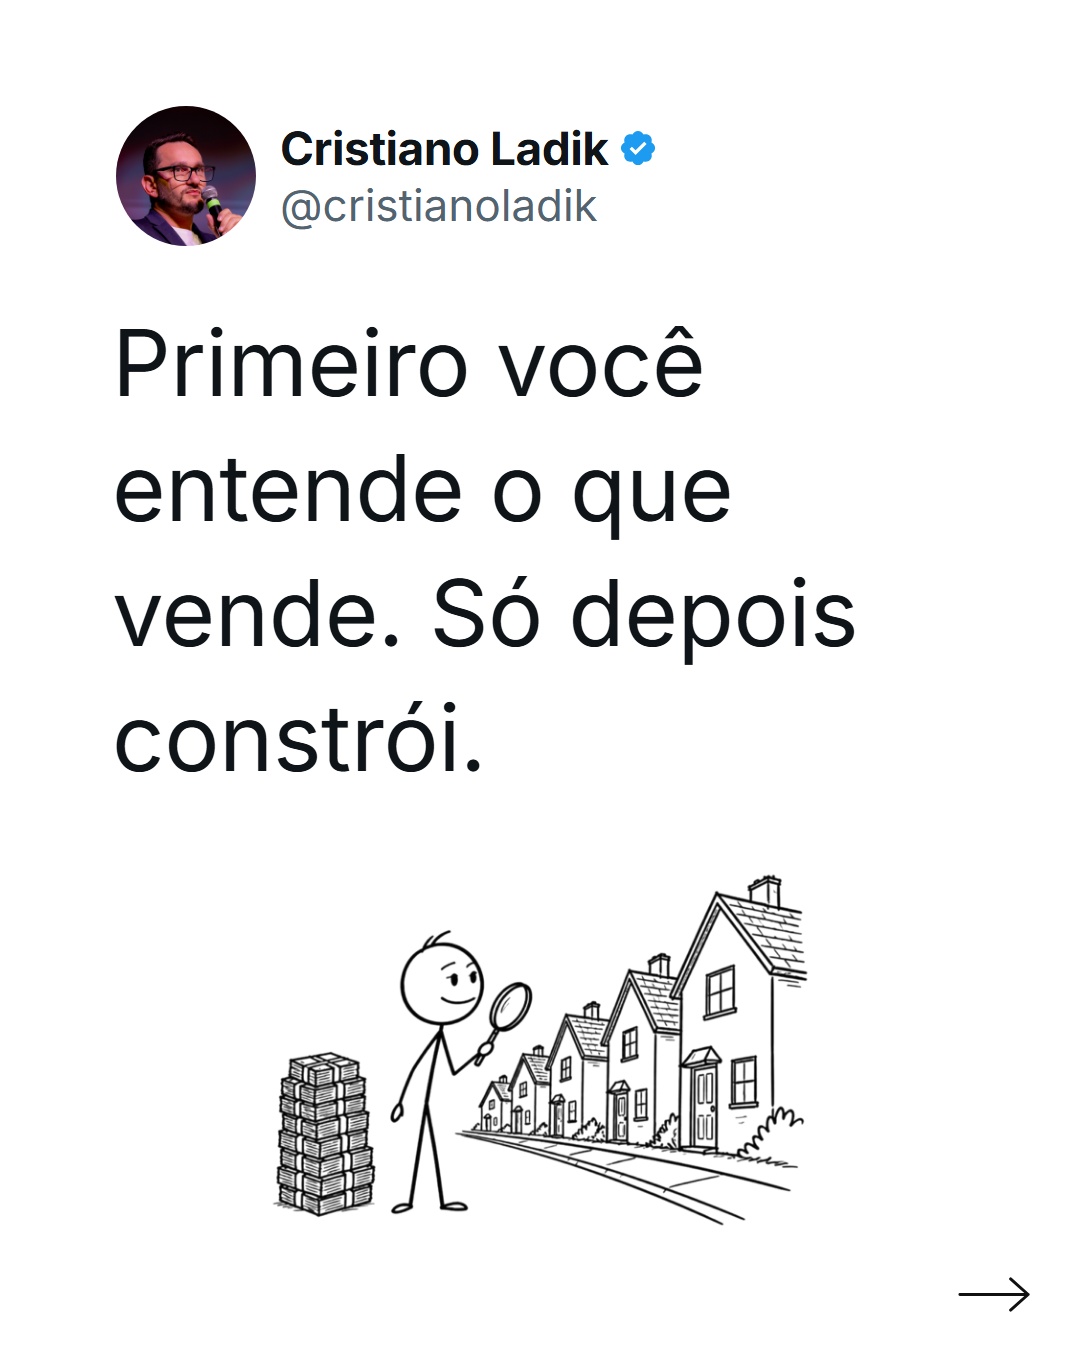 Cristiano Ladik
@cristianoladik
Primeiro você
entende o que
vende. Só depois
constrói.